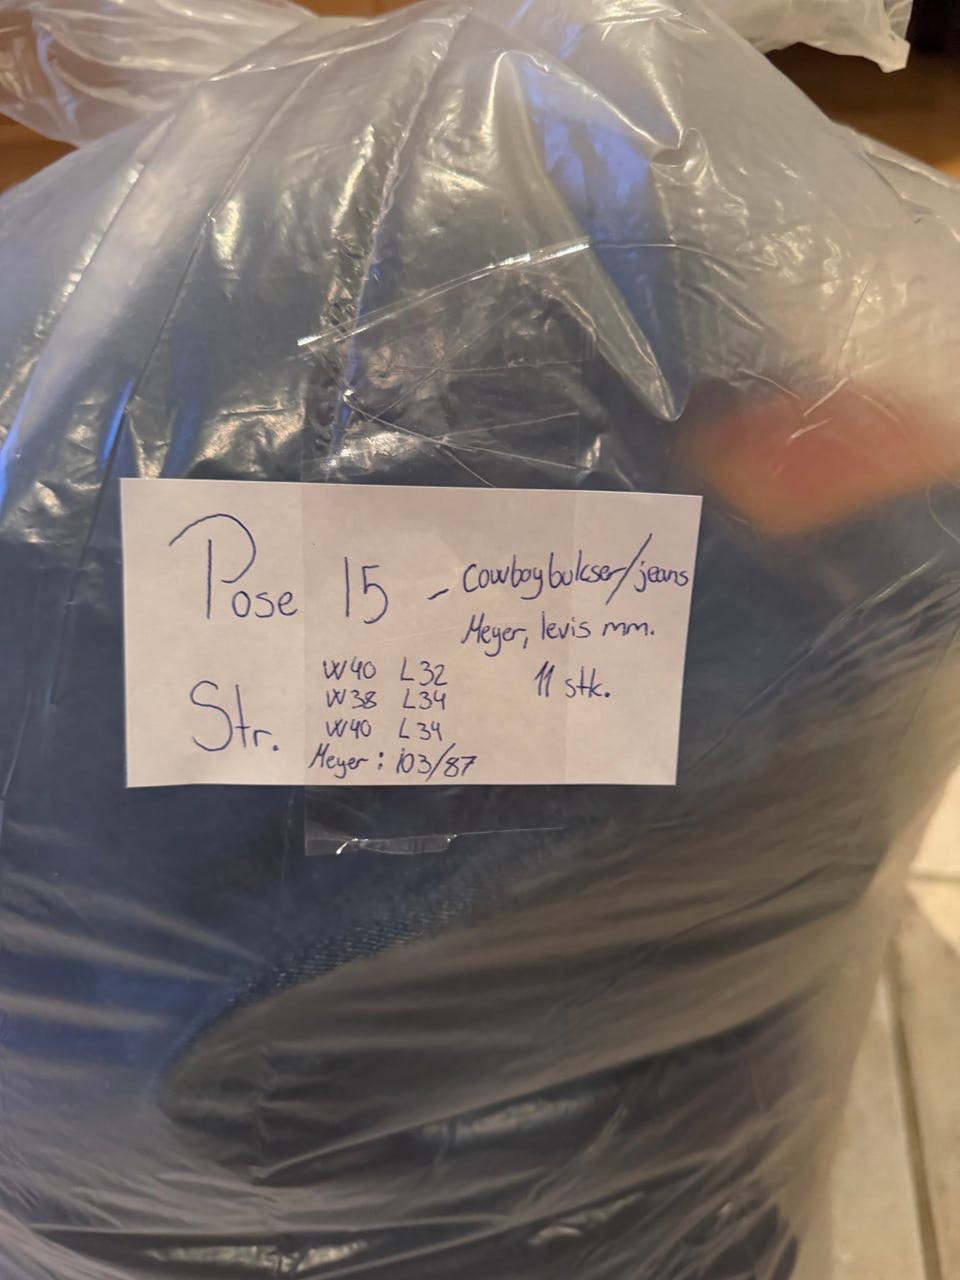 Pose 15 - Cowboybukser/jeans
Meyer, levis mm.
11 stk.
Str.
W40 L32
W38 L34
W40 L34
Meyer: 103/87